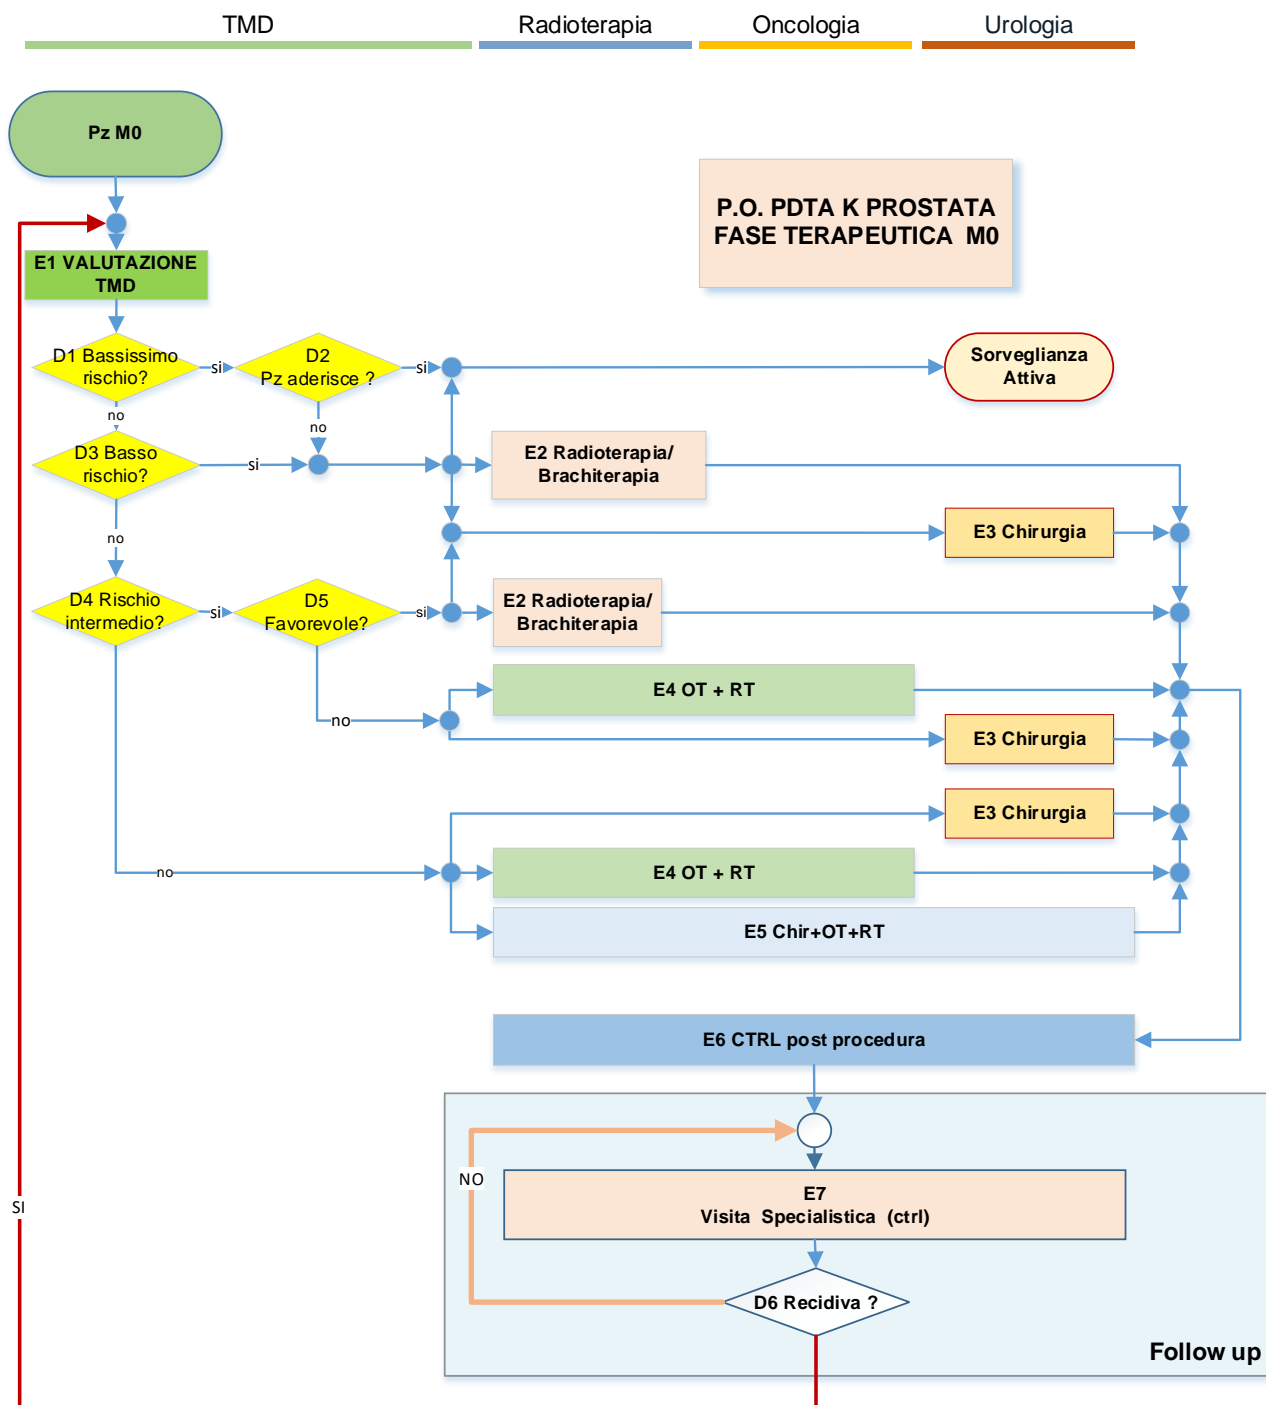 TMD
Radioterapia
Oncologia
Urologia
Pz M0
P.O. PDTA K PROSTATA
FASE TERAPEUTICA M0
E1 VALUTAZIONE
TMD
D1 Bassissimo
rischio?
si
D2
Pz aderisce ?
si
Sorveglianza
Attiva
no
no
D3 Basso
rischio?
si
E2 Radioterapia/
Brachiterapia
E3 Chirurgia
no
D4 Rischio
intermedio?
si
D5
Favorevole?
si
E2 Radioterapia/
Brachiterapia
E4 OT + RT
no
E3 Chirurgia
E3 Chirurgia
no
E4 OT + RT
E5 Chir+OT+RT
E6 CTRL post procedura
NO
E7
Visita Specialistica (ctrl)
SI
D6 Recidiva ?
Follow up